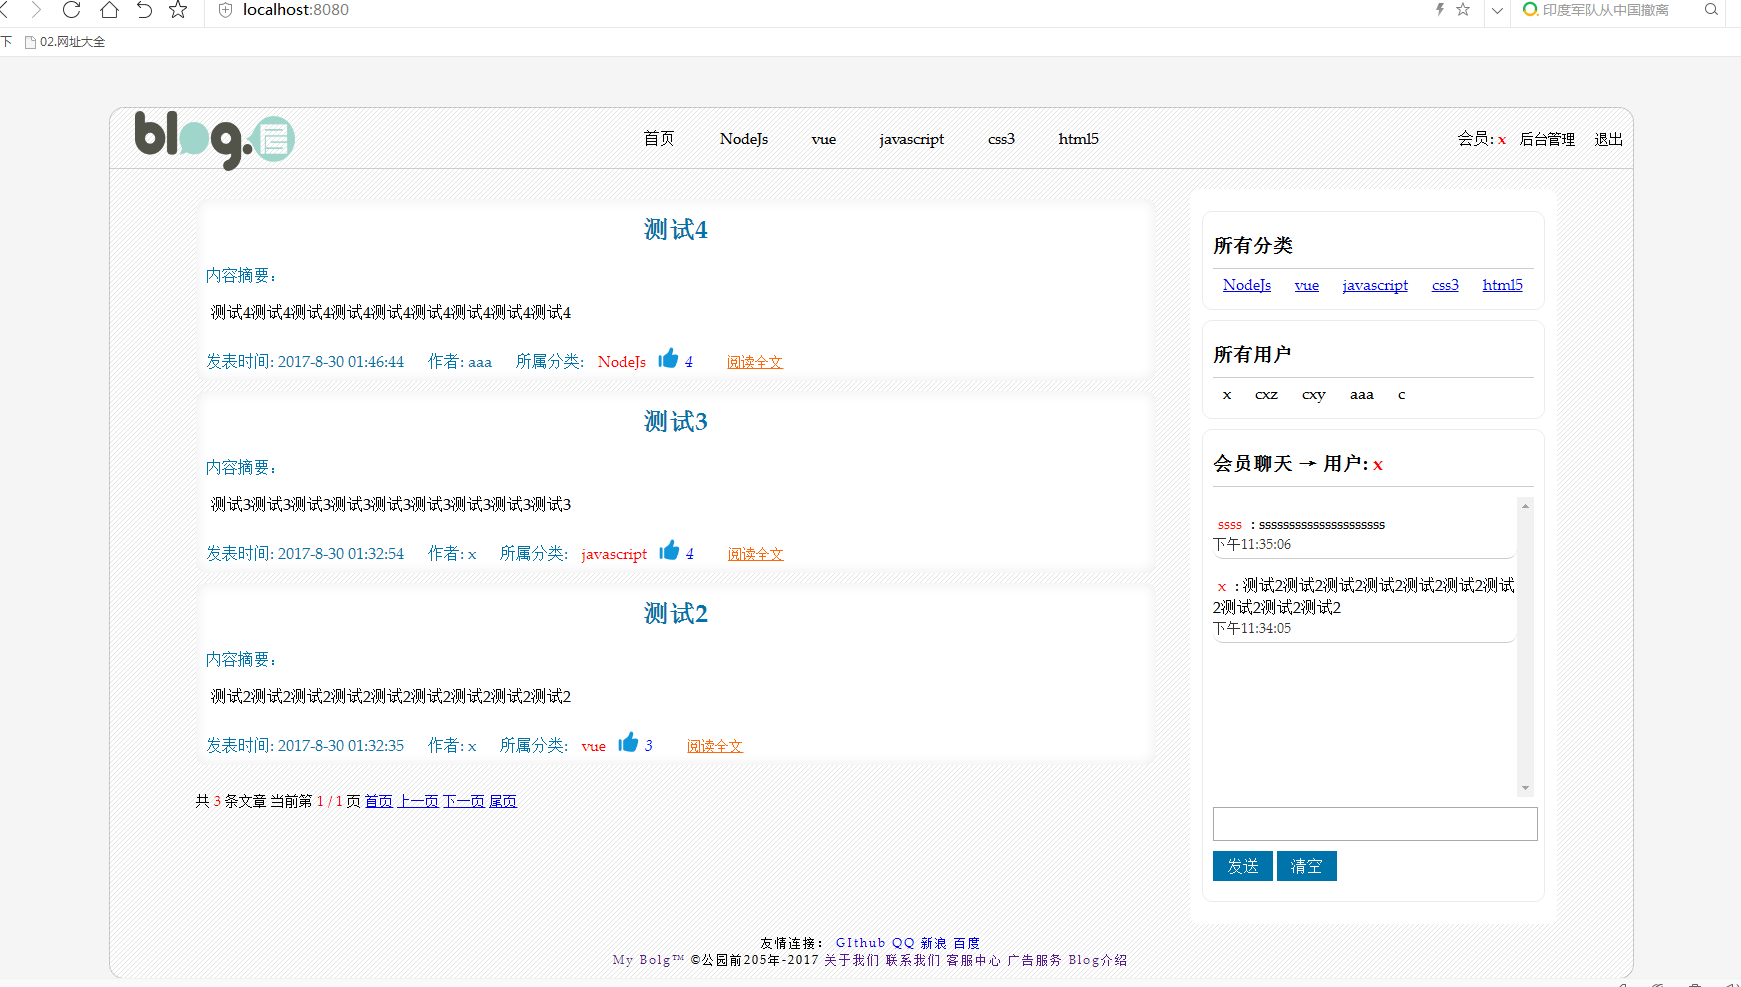 localhost:8080
印度军队从中国撤离
下 02.网址大全
blog.
首页 NodeJs vue javascript css3 html5
会员: x 后台管理 退出
测试4
内容摘要：
测试4测试4测试4测试4测试4测试4测试4测试4测试4
发表时间: 2017-8-30 01:46:44 作者: aaa 所属分类: NodeJs 4 阅读全文
测试3
内容摘要：
测试3测试3测试3测试3测试3测试3测试3测试3测试3
发表时间: 2017-8-30 01:32:54 作者: x 所属分类: javascript 4 阅读全文
测试2
内容摘要：
测试2测试2测试2测试2测试2测试2测试2测试2测试2
发表时间: 2017-8-30 01:32:35 作者: x 所属分类: vue 3 阅读全文
共 3 条文章 当前第 1 / 1 页 首页 上一页 下一页 尾页
所有分类
NodeJs vue javascript css3 html5
所有用户
x cxz cxy aaa c
会员聊天 → 用户: x
ssss : sssssssssssssssssssss
下午11:35:06
x : 测试2测试2测试2测试2测试2测试2测试
2测试2测试2测试2
下午11:34:05
发送 清空
友情连接： GIthub QQ 新浪 百度
My Bolg™ ©公园前205年-2017 关于我们 联系我们 客服中心 广告服务 Blog介绍